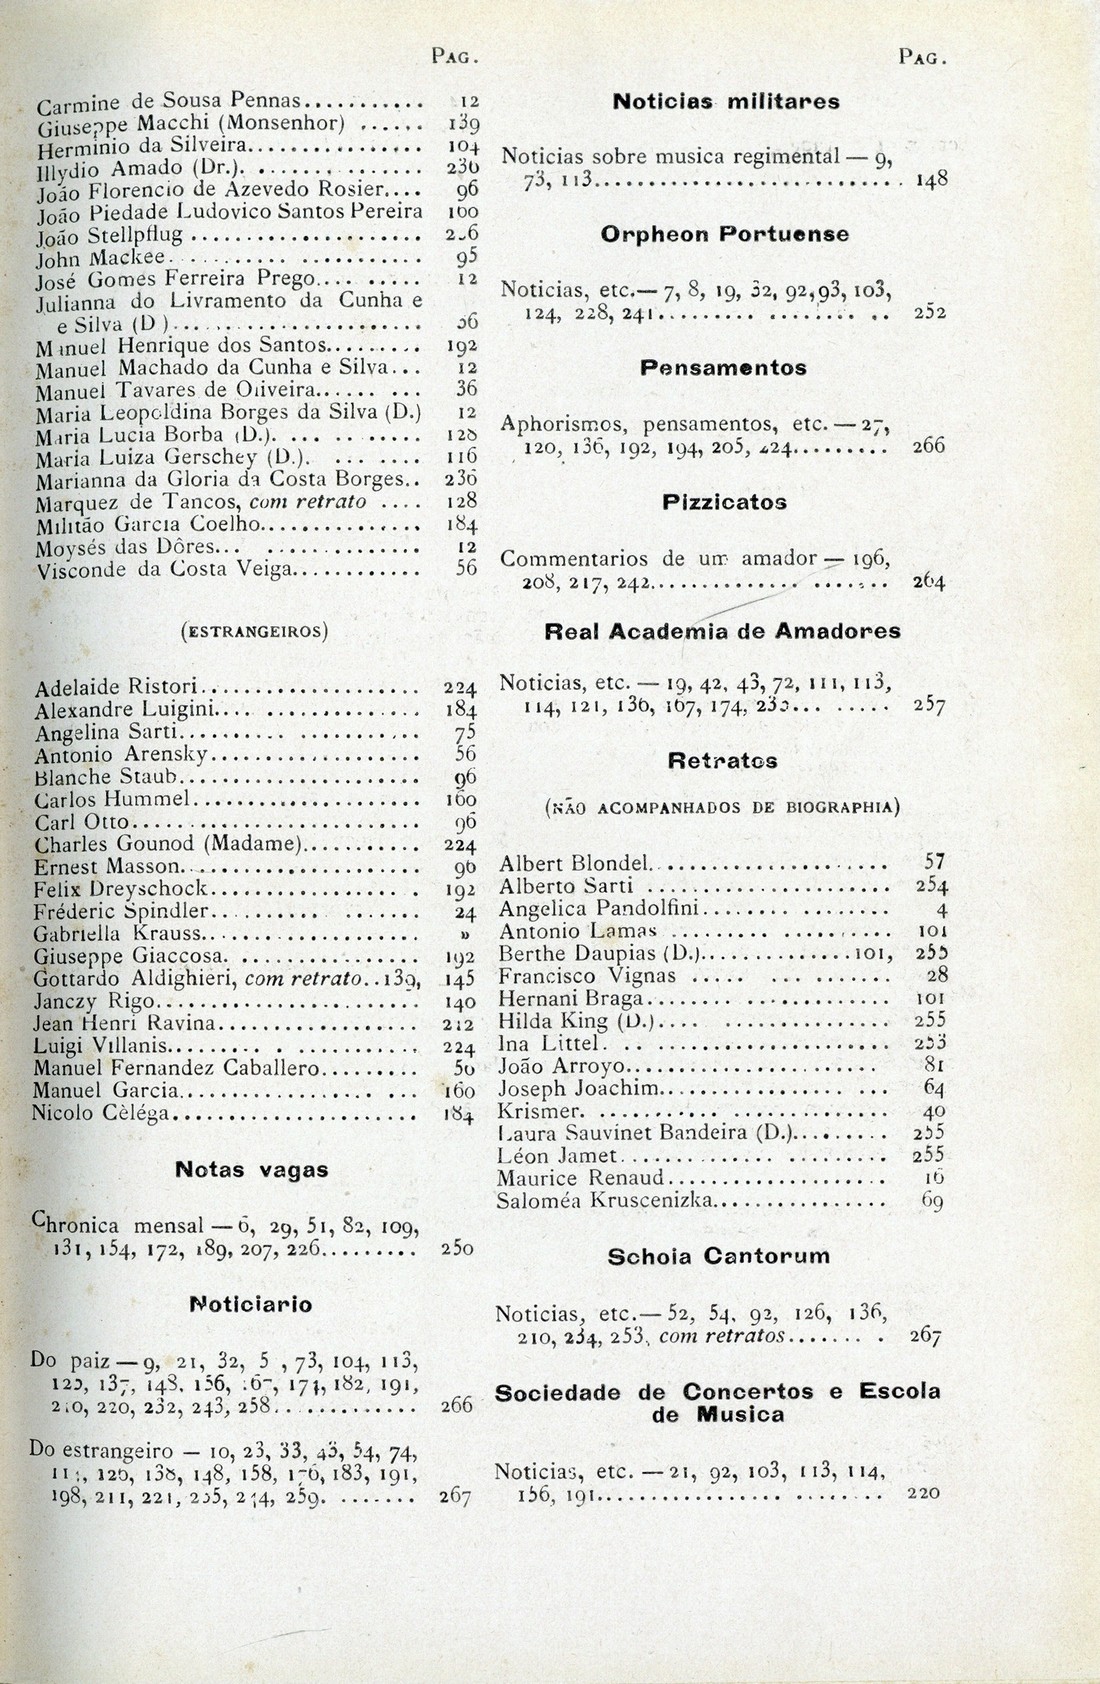 PAG.
Carmine de Sousa Pennas........... 12
Giuseppe Macchi (Monsenhor) ...... 139
Herminio da Silveira............... 104
Illydio Amado (Dr.). .............. 236
João Florencio de Azevedo Rosier.... 96
João Piedade Ludovico Santos Pereira 160
João Stellpflug .....................
John Mackee. ..................... 95
José Gomes Ferreira Prego.... ..... 12
Julianna do Livramento da Cunha e
e Silva (D )....................... 36
Manuel Henrique dos Santos......... 192
Manuel Machado da Cunha e Silva... 12
Manuel Tavares de Oliveira...... ... 36
Maria Leopoldina Borges da Silva (D.) 12
Maria Lucia Borba (D.). ... .. ...... 128
Maria Luiza Gerschey (D.). ... .... 116
Marianna da Gloria da Costa Borges.. 236
Marquez de Tancos, com retrato .... 128
Militão Garcia Coelho............... 184
Moysés das Dôres... .............. 12
Visconde da Costa Veiga............ 56
(ESTRANGEIROS)
Adelaide Ristori.................... 224
Alexandre Luigini.... .............. 184
Angelina Sarti.......... ............ 75
Antonio Arensky................... 56
Blanche Staub...................... 96
Carlos Hummel..................... 160
Carl Otto.......................... 96
Charles Gounod (Madame)........... 224
Ernest Masson...................... 96
Felix Dreyschock................... . 192
Fréderic Spindler.......... ....... 24
Gabriella Krauss.................... »
Giuseppe Giaccosa. ................ 192
Gottardo Aldighieri, com retrato..139, 145
Janczy Rigo........................ 140
Jean Henri Ravina.................. 212
Luigi Villanis......... . ............ 224
Manuel Fernandez Caballero......... 56
Manuel Garcia.............. ... 160
Nicolo Cèléga...................... 184
Notas vagas
Chronica mensal — 6, 29, 51, 82, 109,
131, 154, 172, 189, 207, 226......... 250
Noticiario
Do paiz — 9, 21, 32, 5 , 73, 104, 113,
137, 148, 156, 182, 191,
210, 220, 232, 243, 258.............. 266
Do estrangeiro — 10, 23, 33, 43, 54, 74,
126, 138, 148, 158, 176, 183, 191,
198, 211, 221, 259. ........ 267
PAG.
Noticias militares
Noticias sobre musica regimental — 9,
73, 113............................. 148
Orpheon Portuense
Noticias, etc.— 7, 8, 19, 32, 92, 93, 103,
124, 228, 241......... ........ .. 252
Pensamentos
Aphorismos, pensamentos, etc. — 27,
120, 136, 192, 194, 205, 224......... 266
Pizzicatos
Commentarios de um amador — 196,
208, 217, 242.............. ....... 264
Real Academia de Amadores
Noticias, etc. — 19, 42, 43, 72, 111, 113,
114, 121, 136, 167, 174, ... ..... 257
Retratos
(NÃO ACOMPANHADOS DE BIOGRAPHIA)
Albert Blondel. ..................... 57
Alberto Sarti ...................... 254
Angelica Pandolfini........ ........ 4
Antonio Lamas ........... ........ 101
Berthe Daupias (D.)..............101, 255
Francisco Vignas ..... ... ........ 28
Hernani Braga....... ............. 101
Hilda King (D.).... ............... 255
Ina Littel. .. ...................... 253
João Arroyo....................... 81
Joseph Joachim.................. ... 64
Krismer. ........... .............. 40
Laura Sauvinet Bandeira (D.)......... 255
Léon Jamet.............. ......... 255
Maurice Renaud..................... 16
Saloméa Kruscenizka................ 69
Schola Cantorum
Noticias, etc.— 52, 54, 92, 126, 136,
210, 234, 253, com retratos........ . 267
Sociedade de Concertos e Escola
de Musica
Noticias, etc. — 21, 92, 103, 113, 114,
156, 191.................. ........ 220